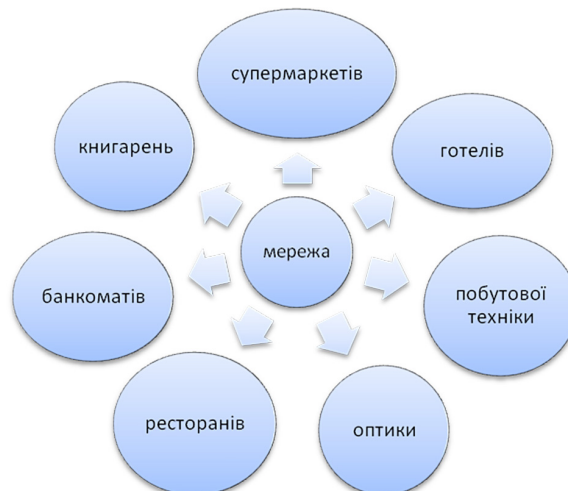 супермаркетів
готелів
побутової
техніки
оптики
ресторанів
банкоматів
книгарень
мережа